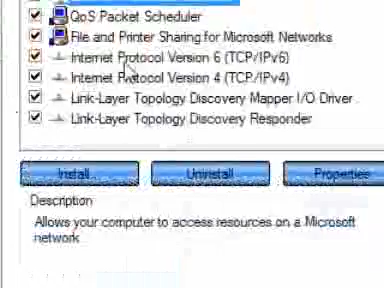 QoS Packet Scheduler
File and Printer Sharing for Microsoft Networks
Internet Protocol Version 6 (TCP/IPv6)
Internet Protocol Version 4 (TCP/IPv4)
Link-Layer Topology Discovery Mapper I/O Driver
Link-Layer Topology Discovery Responder
Install... Uninstall Properties
Description
Allows your computer to access resources on a Microsoft
network